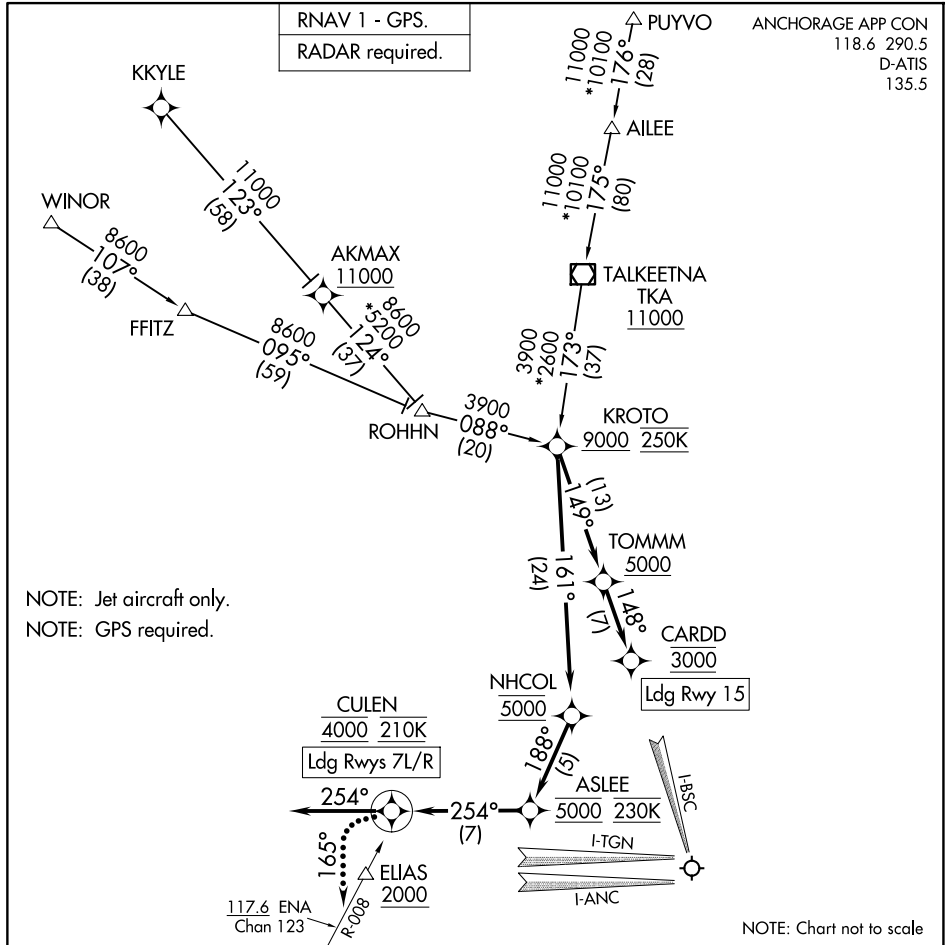 RNAV 1 - GPS.
RADAR required.
PUYVO
ANCHORAGE APP CON
118.6 290.5
D-ATIS
135.5
11000
*10100
176°
(28)
AILEE
11000
*10100
175°
(80)
TALKEETNA
TKA
11000
3900
*2600
173°
(37)
KKYLE
11000
123°
(58)
WINOR
8600
107°
(38)
FFITZ
AKMAX
11000
8600
*5200
124°
(37)
8600
095°
(59)
ROHHN
3900
088°
(20)
KROTO
9000 250K
(13)
149°
161°
(24)
TOMMM
5000
148°
(7)
CARDD
3000
Ldg Rwy 15
NOTE: Jet aircraft only.
NOTE: GPS required.
NHCOL
5000
188°
(5)
CULEN
4000 210K
Ldg Rwys 7L/R
ASLEE
5000 230K
254°
(7)
254°
165°
ELIAS
2000
117.6 ENA
Chan 123
R-008
I-BSC
I-TGN
I-ANC
NOTE: Chart not to scale